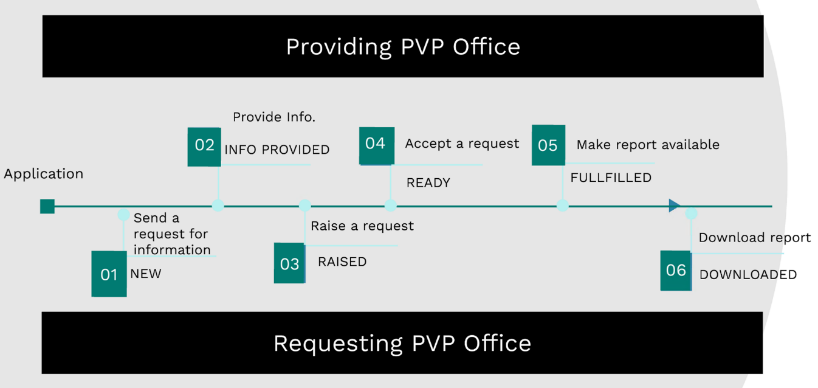 Providing PVP Office
Provide Info.
02
INFO PROVIDED
04
Accept a request
READY
05
Make report available
FULLFILLED
Application
Send a
request for
information
01
NEW
Raise a request
03
RAISED
Download report
06
DOWNLOADED
Requesting PVP Office